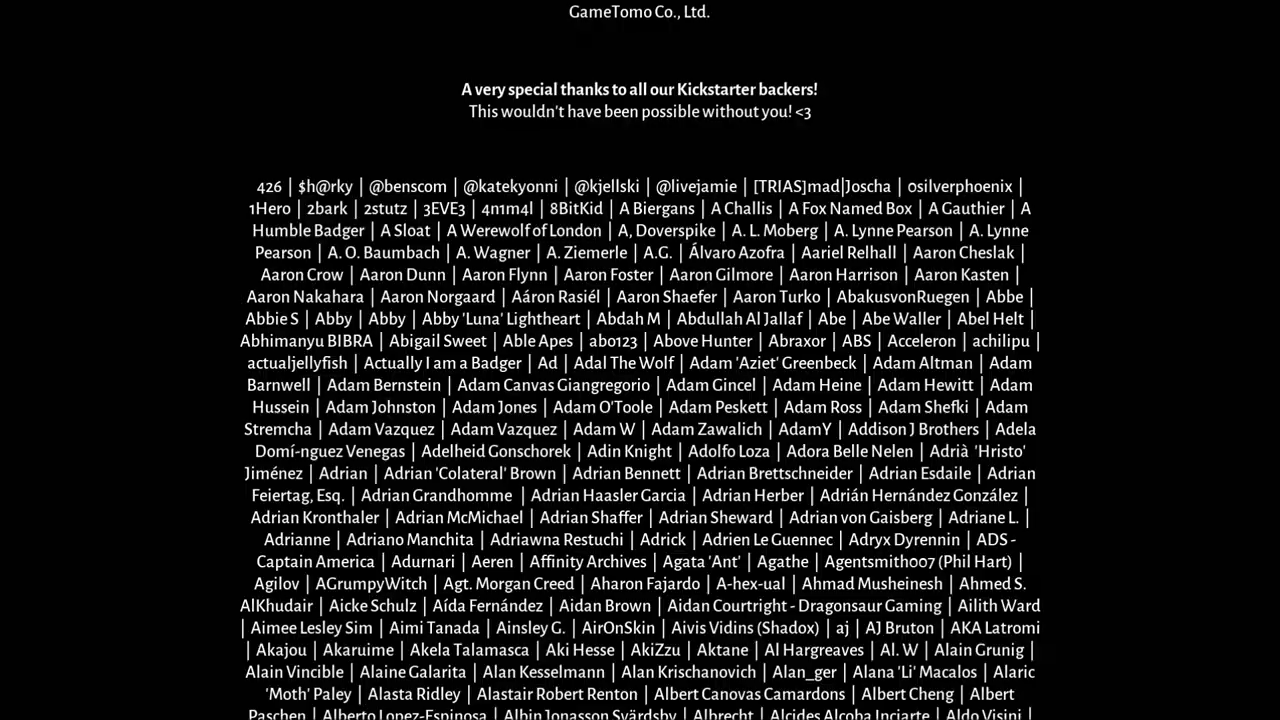 GameTomo Co., Ltd.
A very special thanks to all our Kickstarter backers!
This wouldn't have been possible without you! <3
426 | $h@rky | @benscom | @katekyonni | @kjellski | @livejamie | [TRIAS]mad|Joscha | 0silverphoenix |
1Hero | 2bark | 2stutz | 3EVE3 | 4n1m4l | 8BitKid | A Biergans | A Challis | A Fox Named Box | A Gauthier | A
Humble Badger | A Sloat | A Werewolf of London | A, Doverspike | A. L. Moberg | A. Lynne Pearson | A. Lynne
Pearson | A. O. Baumbach | A. Wagner | A. Ziemerle | A.G. | Álvaro Azofra | Aariel Relhall | Aaron Cheslak |
Aaron Crow | Aaron Dunn | Aaron Flynn | Aaron Foster | Aaron Gilmore | Aaron Harrison | Aaron Kasten |
Aaron Nakahara | Aaron Norgaard | Aáron Rasiél | Aaron Shaefer | Aaron Turko | AbakusvonRuegen | Abbe |
Abbie S | Abby | Abby | Abby 'Luna' Lightheart | Abdah M | Abdullah Al Jallaf | Abe | Abe Waller | Abel Helt |
Abhimanyu BIBRA | Abigail Sweet | Able Apes | abo123 | Above Hunter | Abraxor | ABS | Acceleron | achilipu |
actualjellyfish | Actually I am a Badger | Ad | Adal The Wolf | Adam 'Aziet' Greenbeck | Adam Altman | Adam
Barnwell | Adam Bernstein | Adam Canvas Giangregorio | Adam Gincel | Adam Heine | Adam Hewitt | Adam
Hussein | Adam Johnston | Adam Jones | Adam O'Toole | Adam Peskett | Adam Ross | Adam Shefki | Adam
Stremcha | Adam Vazquez | Adam Vazquez | Adam W | Adam Zawalich | AdamY | Addison J Brothers | Adela
Domí-nguez Venegas | Adelheid Gonschorek | Adin Knight | Adolfo Loza | Adora Belle Nelen | Adrià 'Hristo'
Jiménez | Adrian | Adrian 'Colateral' Brown | Adrian Bennett | Adrian Brettschneider | Adrian Esdaile | Adrian
Feiertag, Esq. | Adrian Grandhomme | Adrian Haasler Garcia | Adrian Herber | Adrián Hernández González |
Adrian Kronthaler | Adrian McMichael | Adrian Shaffer | Adrian Sheward | Adrian von Gaisberg | Adriane L. |
Adrianne | Adriano Manchita | Adriawna Restuchi | Adrick | Adrien Le Guennec | Adryx Dyrennin | ADS -
Captain America | Adurnari | Aeren | Affinity Archives | Agata 'Ant' | Agathe | Agentsmith007 (Phil Hart) |
Agilov | AGrumpyWitch | Agt. Morgan Creed | Aharon Fajardo | A-hex-ual | Ahmad Musheinesh | Ahmed S.
AlKhudair | Aicke Schulz | Aída Fernández | Aidan Brown | Aidan Courtright - Dragonsaur Gaming | Ailith Ward
| Aimee Lesley Sim | Aimi Tanada | Ainsley G. | AirOnSkin | Aivis Vidins (Shadox) | aj | AJ Bruton | AKA Latromi
| Akajou | Akaruime | Akela Talamasca | Aki Hesse | AkiZzu | Aktane | Al Hargreaves | Al. W | Alain Grunig |
Alain Vincible | Alaine Galarita | Alan Kesselmann | Alan Krischanovich | Alan_ger | Alana 'Li' Macalos | Alaric
'Moth' Paley | Alasta Ridley | Alastair Robert Renton | Albert Canovas Camardons | Albert Cheng | Albert
Paschen | Alberto Lopez-Espinosa | Albin Jonasson Svärdsby | Albrecht | Alcides Alcoba Inciarte | Aldo Visini |